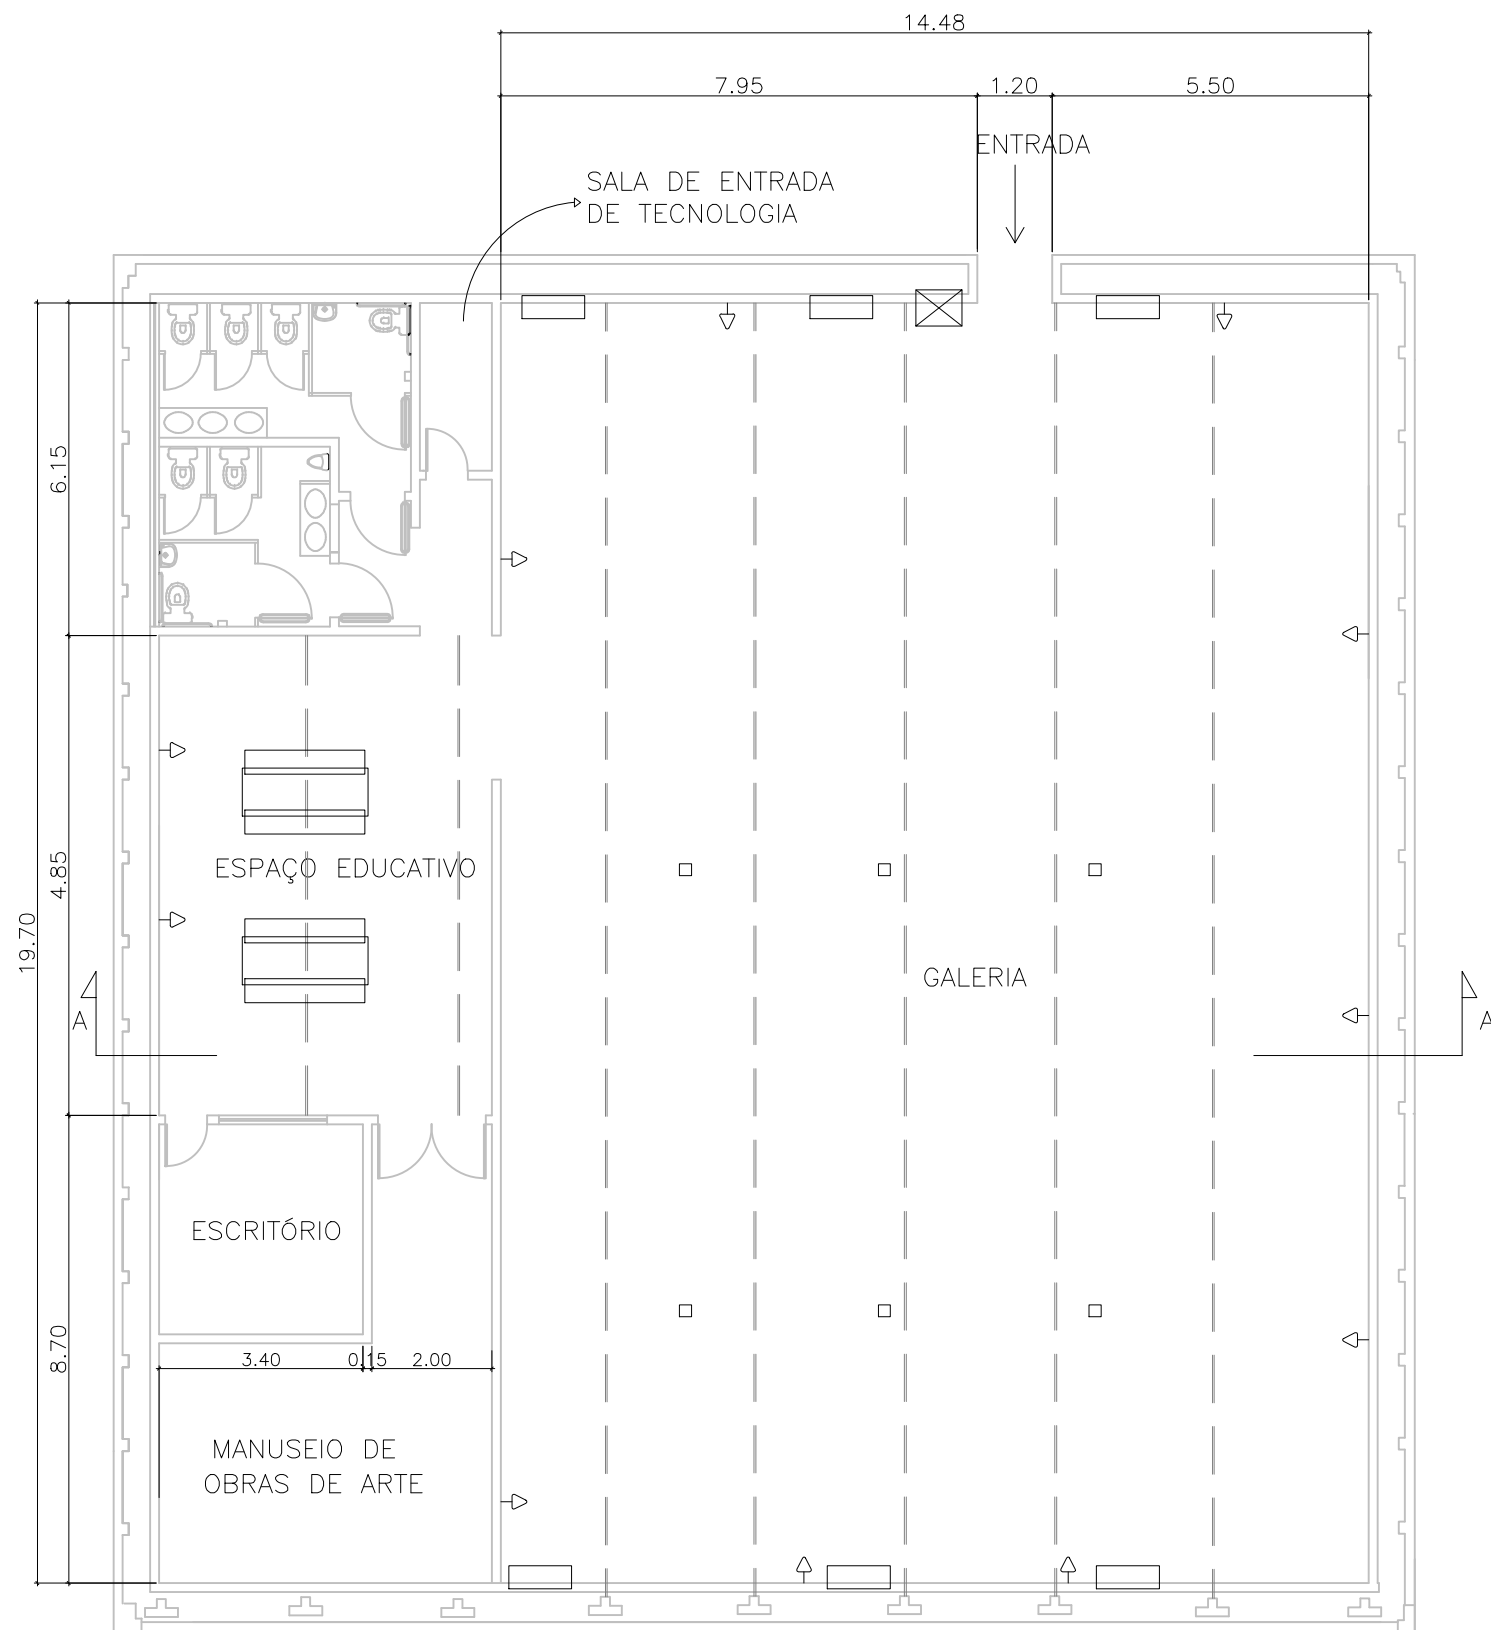 14.48
7.95
1.20
5.50
ENTRADA
SALA DE ENTRADA
DE TECNOLOGIA
6.15
4.85
19.70
8.70
ESPAÇO EDUCATIVO
GALERIA
A
A
ESCRITÓRIO
3.40
0.15
2.00
MANUSEIO DE
OBRAS DE ARTE